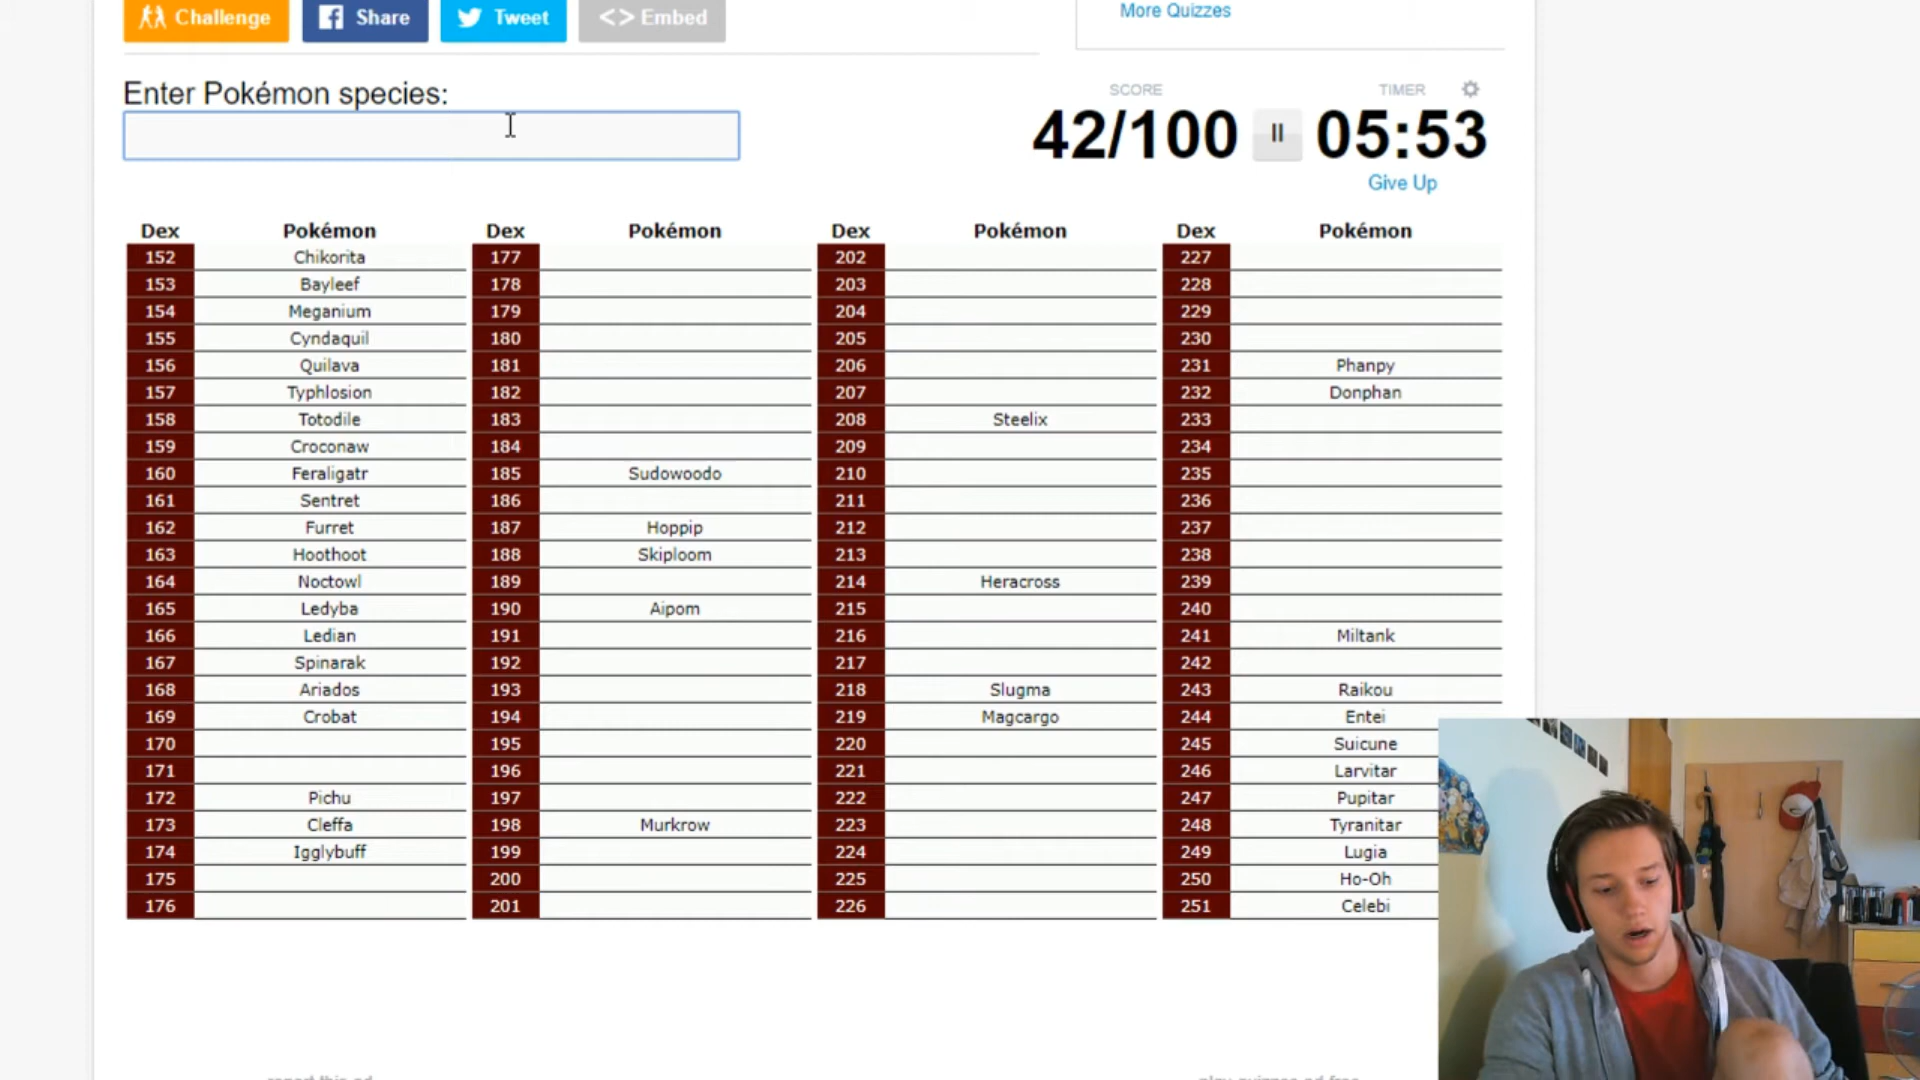 Challenge Share Tweet <> Embed
More Quizzes
Enter Pokémon species:
SCORE TIMER
42/100 05:53
Give Up
Dex Pokémon Dex Pokémon Dex Pokémon Dex Pokémon
152 Chikorita 177 202 227
153 Bayleef 178 203 228
154 Meganium 179 204 229
155 Cyndaquil 180 205 230
156 Quilava 181 206 231 Phanpy
157 Typhlosion 182 207 232 Donphan
158 Totodile 183 208 Steelix 233
159 Croconaw 184 209 234
160 Feraligatr 185 Sudowoodo 210 235
161 Sentret 186 211 236
162 Furret 187 Hoppip 212 237
163 Hoothoot 188 Skiploom 213 238
164 Noctowl 189 214 Heracross 239
165 Ledyba 190 Aipom 215 240
166 Ledian 191 216 241 Miltank
167 Spinarak 192 217 242
168 Ariados 193 218 Slugma 243 Raikou
169 Crobat 194 219 Magcargo 244 Entei
170 195 220 245 Suicune
171 196 221 246 Larvitar
172 Pichu 197 222 247 Pupitar
173 Cleffa 198 Murkrow 223 248 Tyranitar
174 Igglybuff 199 224 249 Lugia
175 200 225 250 Ho-Oh
176 201 226 251 Celebi
report this ad play quizzes ad free